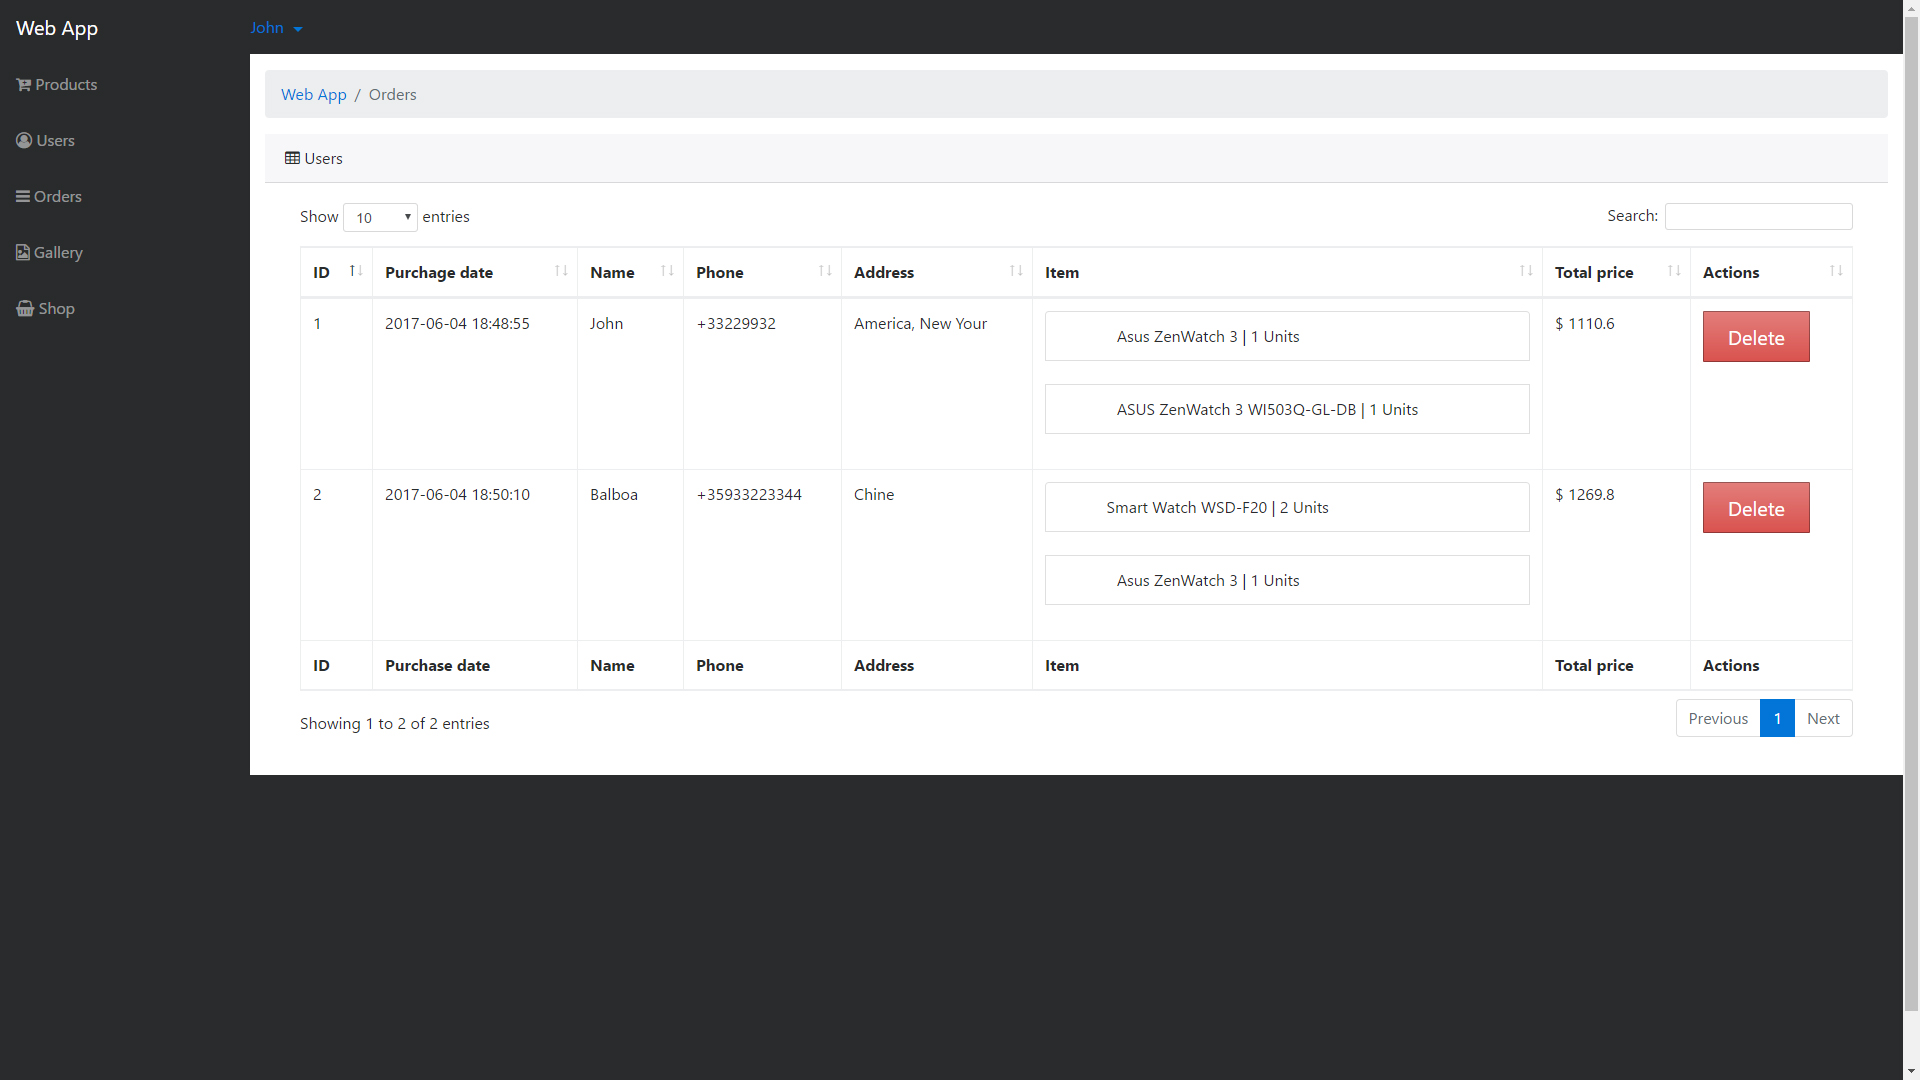 Web App
John
Products
Users
Orders
Gallery
Shop
Web App / Orders
Users
Show 10 entries
Search:
ID Purchage date Name Phone Address Item Total price Actions
1 2017-06-04 18:48:55 John +33229932 America, New Your Asus ZenWatch 3 | 1 Units $ 1110.6 Delete
ASUS ZenWatch 3 WI503Q-GL-DB | 1 Units
2 2017-06-04 18:50:10 Balboa +35933223344 Chine Smart Watch WSD-F20 | 2 Units $ 1269.8 Delete
Asus ZenWatch 3 | 1 Units
ID Purchase date Name Phone Address Item Total price Actions
Showing 1 to 2 of 2 entries
Previous 1 Next